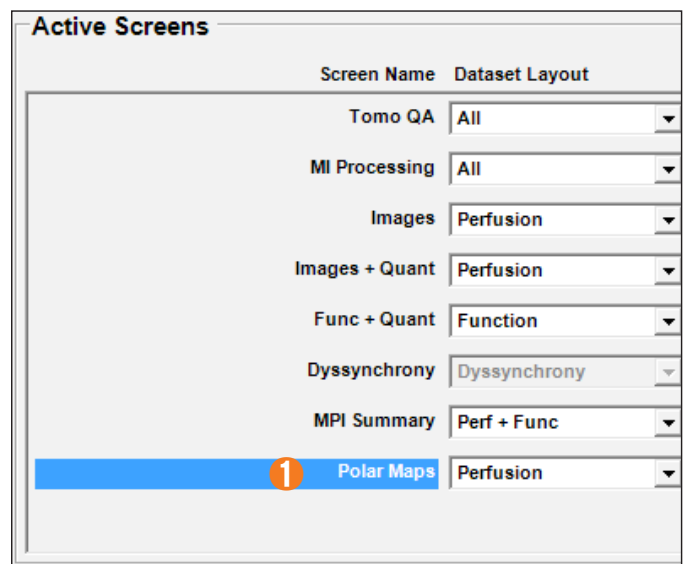 Active Screens
Screen Name Dataset Layout
Tomo QA All
MI Processing All
Images Perfusion
Images + Quant Perfusion
Func + Quant Function
Dyssynchrony Dyssynchrony
MPI Summary Perf + Func
1 Polar Maps Perfusion